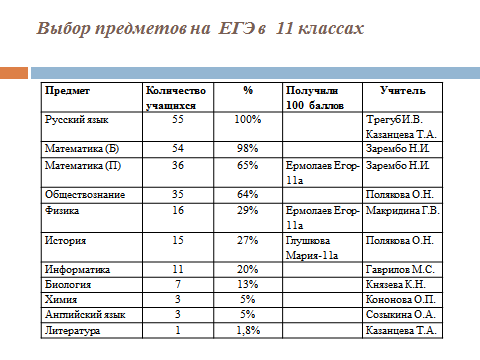 Выбор предметов на ЕГЭ в 11 классах
Предмет Количество учащихся % Получили 100 баллов Учитель
Русский язык 55 100% Трегуб И.В. Казанцева Т.А.
Математика (Б) 54 98% Зарембо Н.И.
Математика (П) 36 65% Ермолаев Егор-11а Зарембо Н.И.
Обществознание 35 64% Полякова О.Н.
Физика 16 29% Ермолаев Егор-11а Макридина Г.В.
История 15 27% Глушкова Мария-11а Полякова О.Н.
Информатика 11 20% Гаврилов М.С.
Биология 7 13% Князева К.Н.
Химия 3 5% Кононова О.П.
Английский язык 3 5% Созыкина О.А.
Литература 1 1,8% Казанцева Т.А.